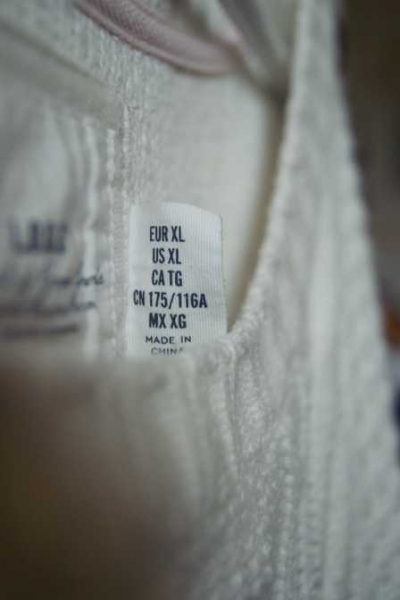 EUR XL
US XL
CA TG
CN 175/116A
MX XG
MADE IN
CHINA